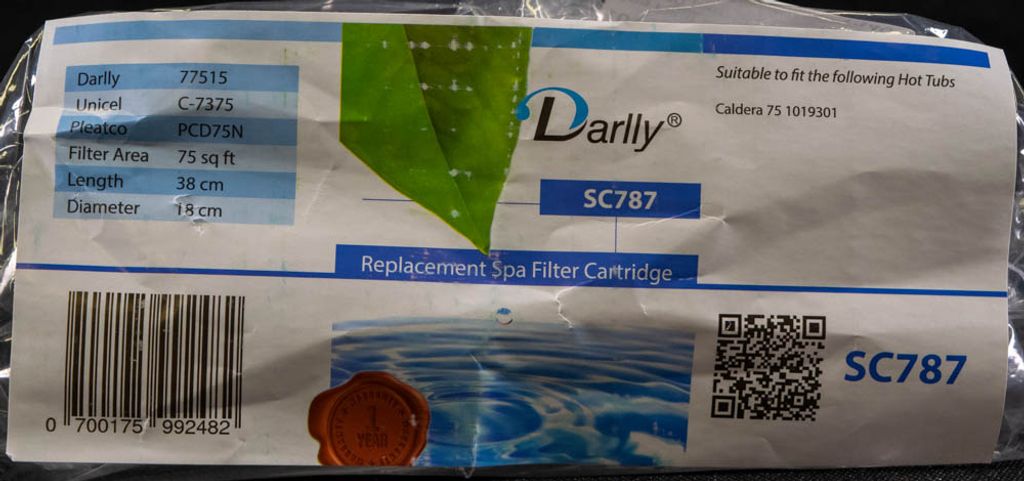 Darlly 77515
Unicel C-7375
Pleatco PCD75N
Filter Area 75 sq ft
Length 38 cm
Diameter 18 cm
Darlly®
SC787
Replacement Spa Filter Cartridge
Suitable to fit the following Hot Tubs
Caldera 75 1019301
0 700175 992482
1
YEAR
SC787